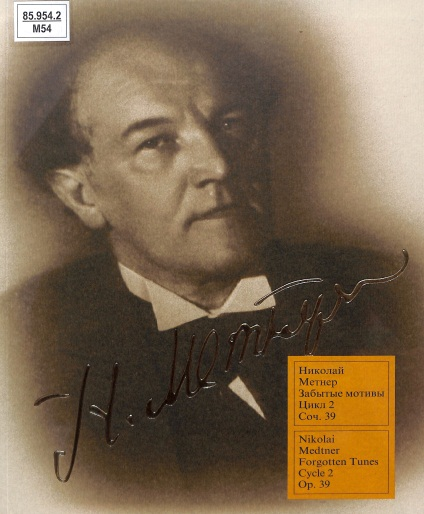 85.954.2
М54
Н. Метнер
Николай
Метнер
Забытые мотивы
Цикл 2
Соч. 39
Nikolai
Medtner
Forgotten Tunes
Cycle 2
Op. 39